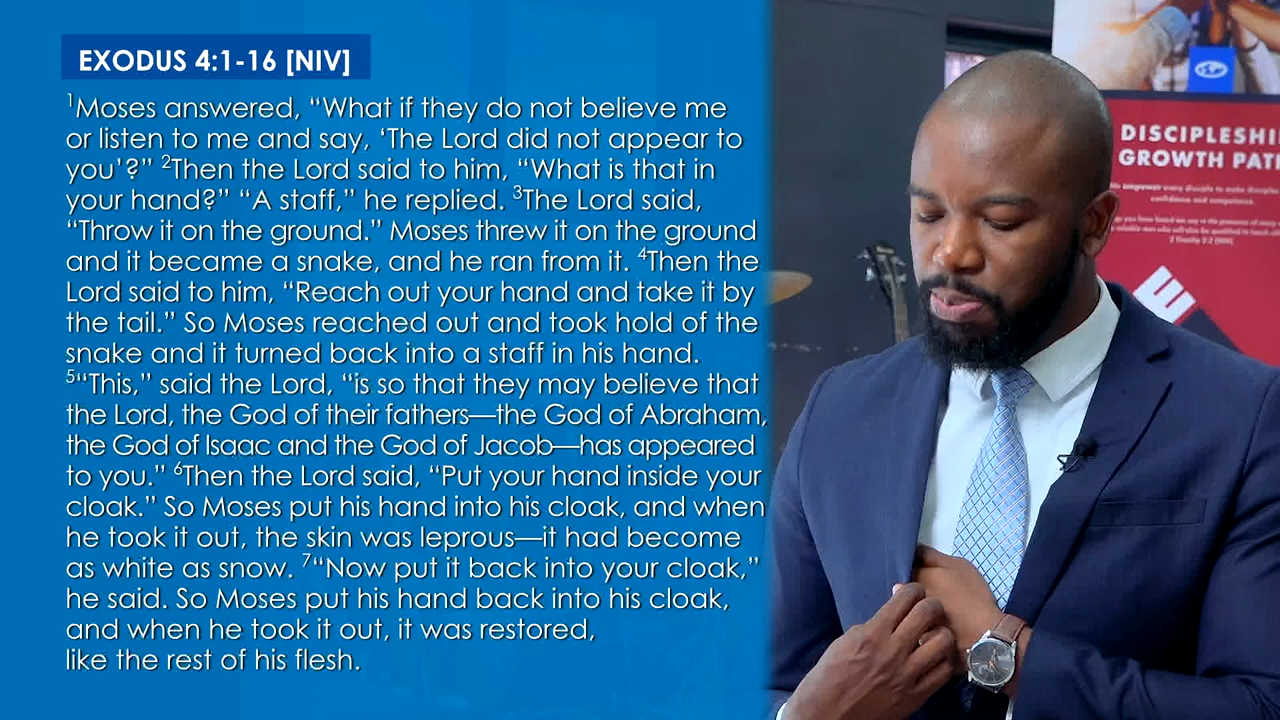 EXODUS 4:1-16 [NIV]
¹Moses answered, “What if they do not believe me
or listen to me and say, ‘The Lord did not appear to
you’?” ²Then the Lord said to him, “What is that in
your hand?” “A staff,” he replied. ³The Lord said,
“Throw it on the ground.” Moses threw it on the ground
and it became a snake, and he ran from it. ⁴Then the
Lord said to him, “Reach out your hand and take it by
the tail.” So Moses reached out and took hold of the
snake and it turned back into a staff in his hand.
⁵“This,” said the Lord, “is so that they may believe that
the Lord, the God of their fathers—the God of Abraham,
the God of Isaac and the God of Jacob—has appeared
to you.” ⁶Then the Lord said, “Put your hand inside your
cloak.” So Moses put his hand into his cloak, and when
he took it out, the skin was leprous—it had become
as white as snow. ⁷“Now put it back into your cloak,”
he said. So Moses put his hand back into his cloak,
and when he took it out, it was restored,
like the rest of his flesh.
DISCIPLESHI
GROWTH PAT
2 Timothy 2:2 [NIV]
E